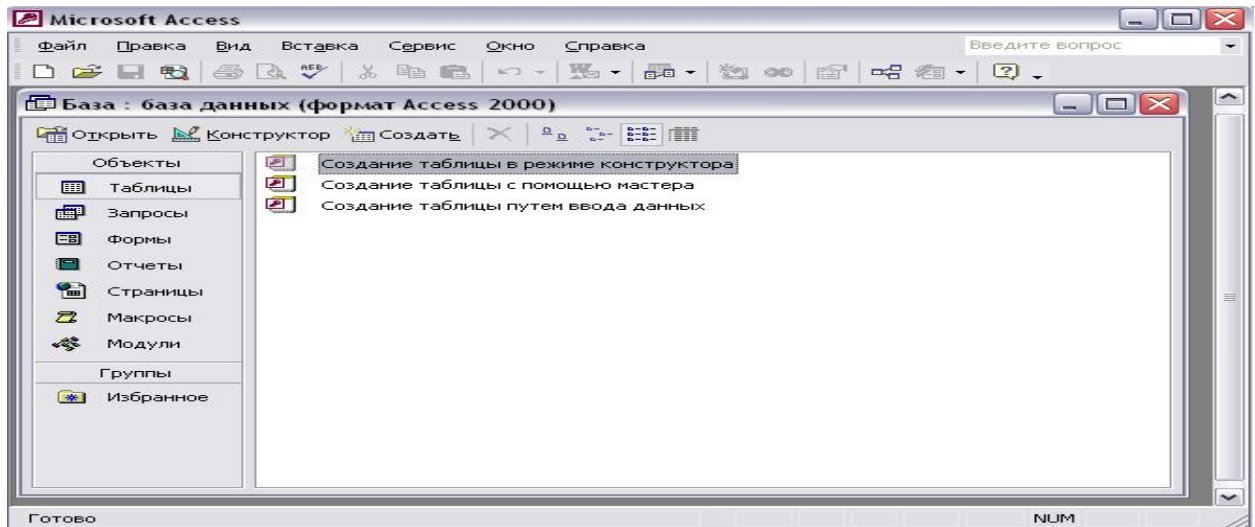 Microsoft Access
Файл Правка Вид Вставка Сервис Окно Справка Введите вопрос
База : база данных (формат Access 2000)
Открыть Конструктор Создать
Объекты
Таблицы
Запросы
Формы
Отчеты
Страницы
Макросы
Модули
Группы
Избранное
Создание таблицы в режиме конструктора
Создание таблицы с помощью мастера
Создание таблицы путем ввода данных
Готово NUM